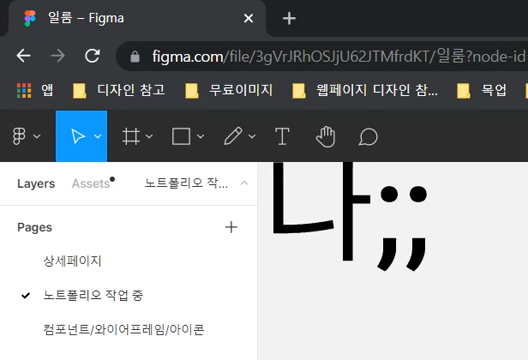 일룸 – Figma
figma.com/file/3gVrJRhOSJjU62JTMfrdKT/일룸?node-id
앱 디자인 참고 무료이미지 웹페이지 디자인 참... 목업
Layers Assets 노트폴리오 작...
나;;
Pages
상세페이지
노트폴리오 작업 중
컴포넌트/와이어프레임/아이콘